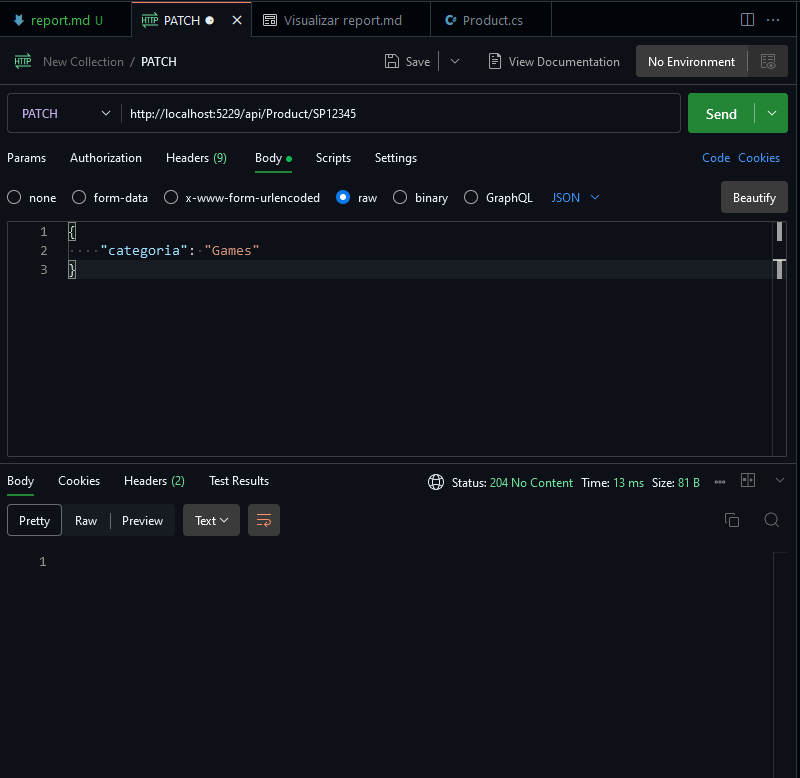 report.md U
PATCH
Visualizar report.md
C# Product.cs
HTTP New Collection / PATCH
Save
View Documentation
No Environment
PATCH
http://localhost:5229/api/Product/SP12345
Send
Params Authorization Headers (9) Body Scripts Settings Code Cookies
none form-data x-www-form-urlencoded raw binary GraphQL JSON Beautify
1 {
2 ····"categoria":·"Games"
3 }
Body Cookies Headers (2) Test Results Status: 204 No Content Time: 13 ms Size: 81 B
Pretty Raw Preview Text
1